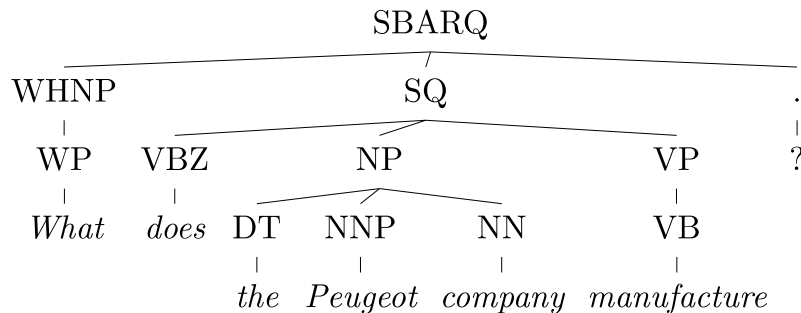 SBARQ
WHNP SQ .
WP VBZ NP VP ?
What does DT NNP NN VB
the Peugeot company manufacture